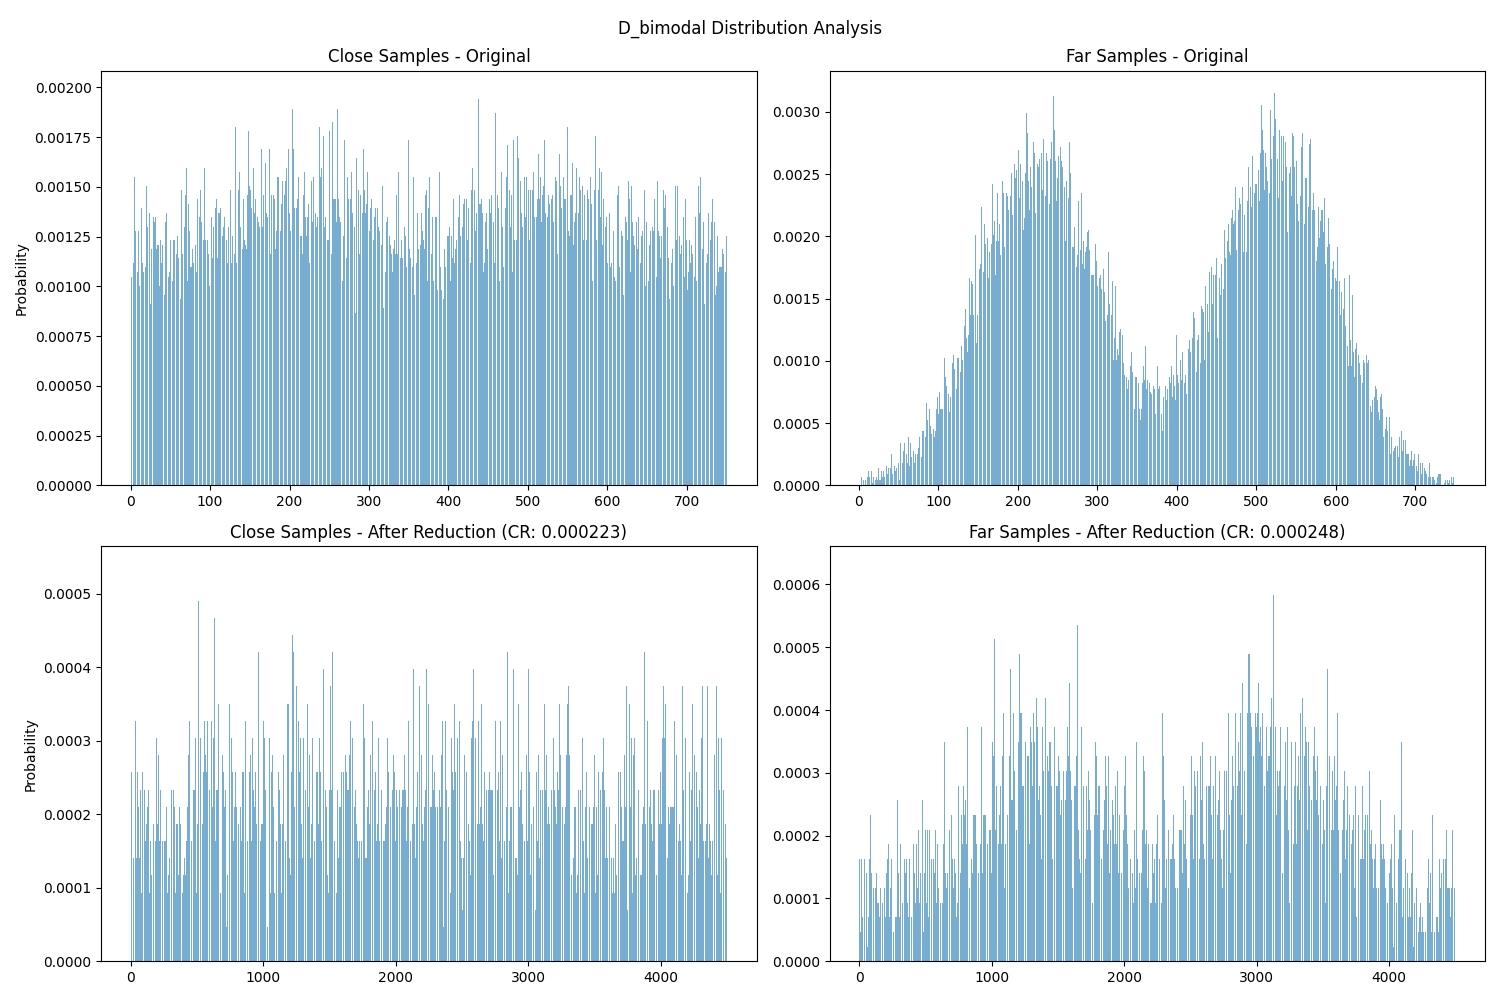 D_bimodal Distribution Analysis
Close Samples - Original
Far Samples - Original
Probability
0.00200
0.00175
0.00150
0.00125
0.00100
0.00075
0.00050
0.00025
0.00000
0 100 200 300 400 500 600 700
0.0030
0.0025
0.0020
0.0015
0.0010
0.0005
0.0000
0 100 200 300 400 500 600 700
Close Samples - After Reduction (CR: 0.000223)
Far Samples - After Reduction (CR: 0.000248)
Probability
0.0005
0.0004
0.0003
0.0002
0.0001
0.0000
0 1000 2000 3000 4000
0.0006
0.0005
0.0004
0.0003
0.0002
0.0001
0.0000
0 1000 2000 3000 4000